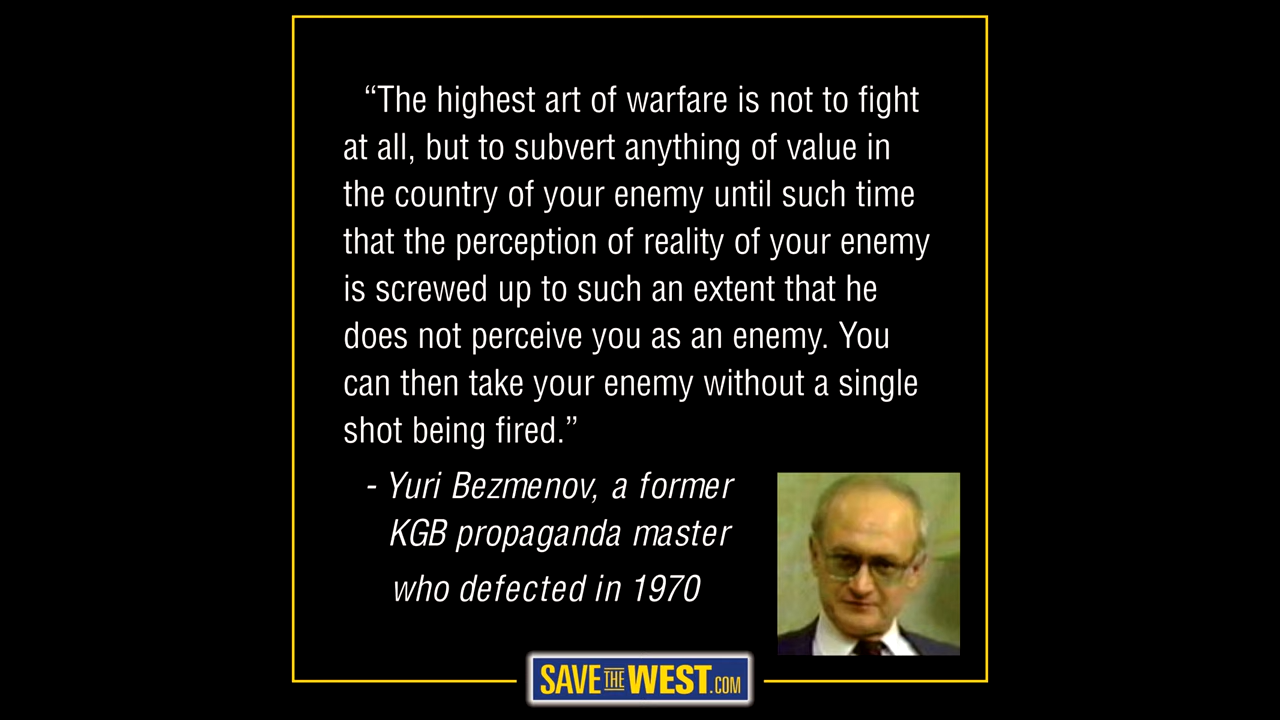 “The highest art of warfare is not to fight
at all, but to subvert anything of value in
the country of your enemy until such time
that the perception of reality of your enemy
is screwed up to such an extent that he
does not perceive you as an enemy. You
can then take your enemy without a single
shot being fired.”
- Yuri Bezmenov, a former
KGB propaganda master
who defected in 1970
SAVE THE WEST.COM